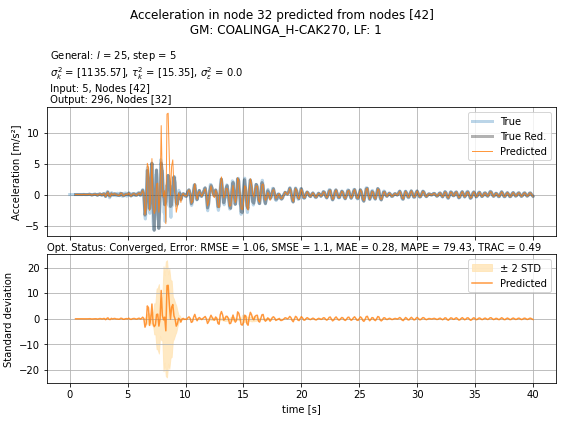 Acceleration in node 32 predicted from nodes [42]
GM: COALINGA_H-CAK270, LF: 1
General: l = 25, step = 5
σ²ₖ = [1135.57], τ²ₖ = [15.35], σ²_ε = 0.0
Input: 5, Nodes [42]
Output: 296, Nodes [32]
Acceleration [m/s²]
10
5
0
−5
True
True Red.
Predicted
Opt. Status: Converged, Error: RMSE = 1.06, SMSE = 1.1, MAE = 0.28, MAPE = 79.43, TRAC = 0.49
Standard deviation
20
10
0
−10
−20
± 2 STD
Predicted
0 5 10 15 20 25 30 35 40
time [s]